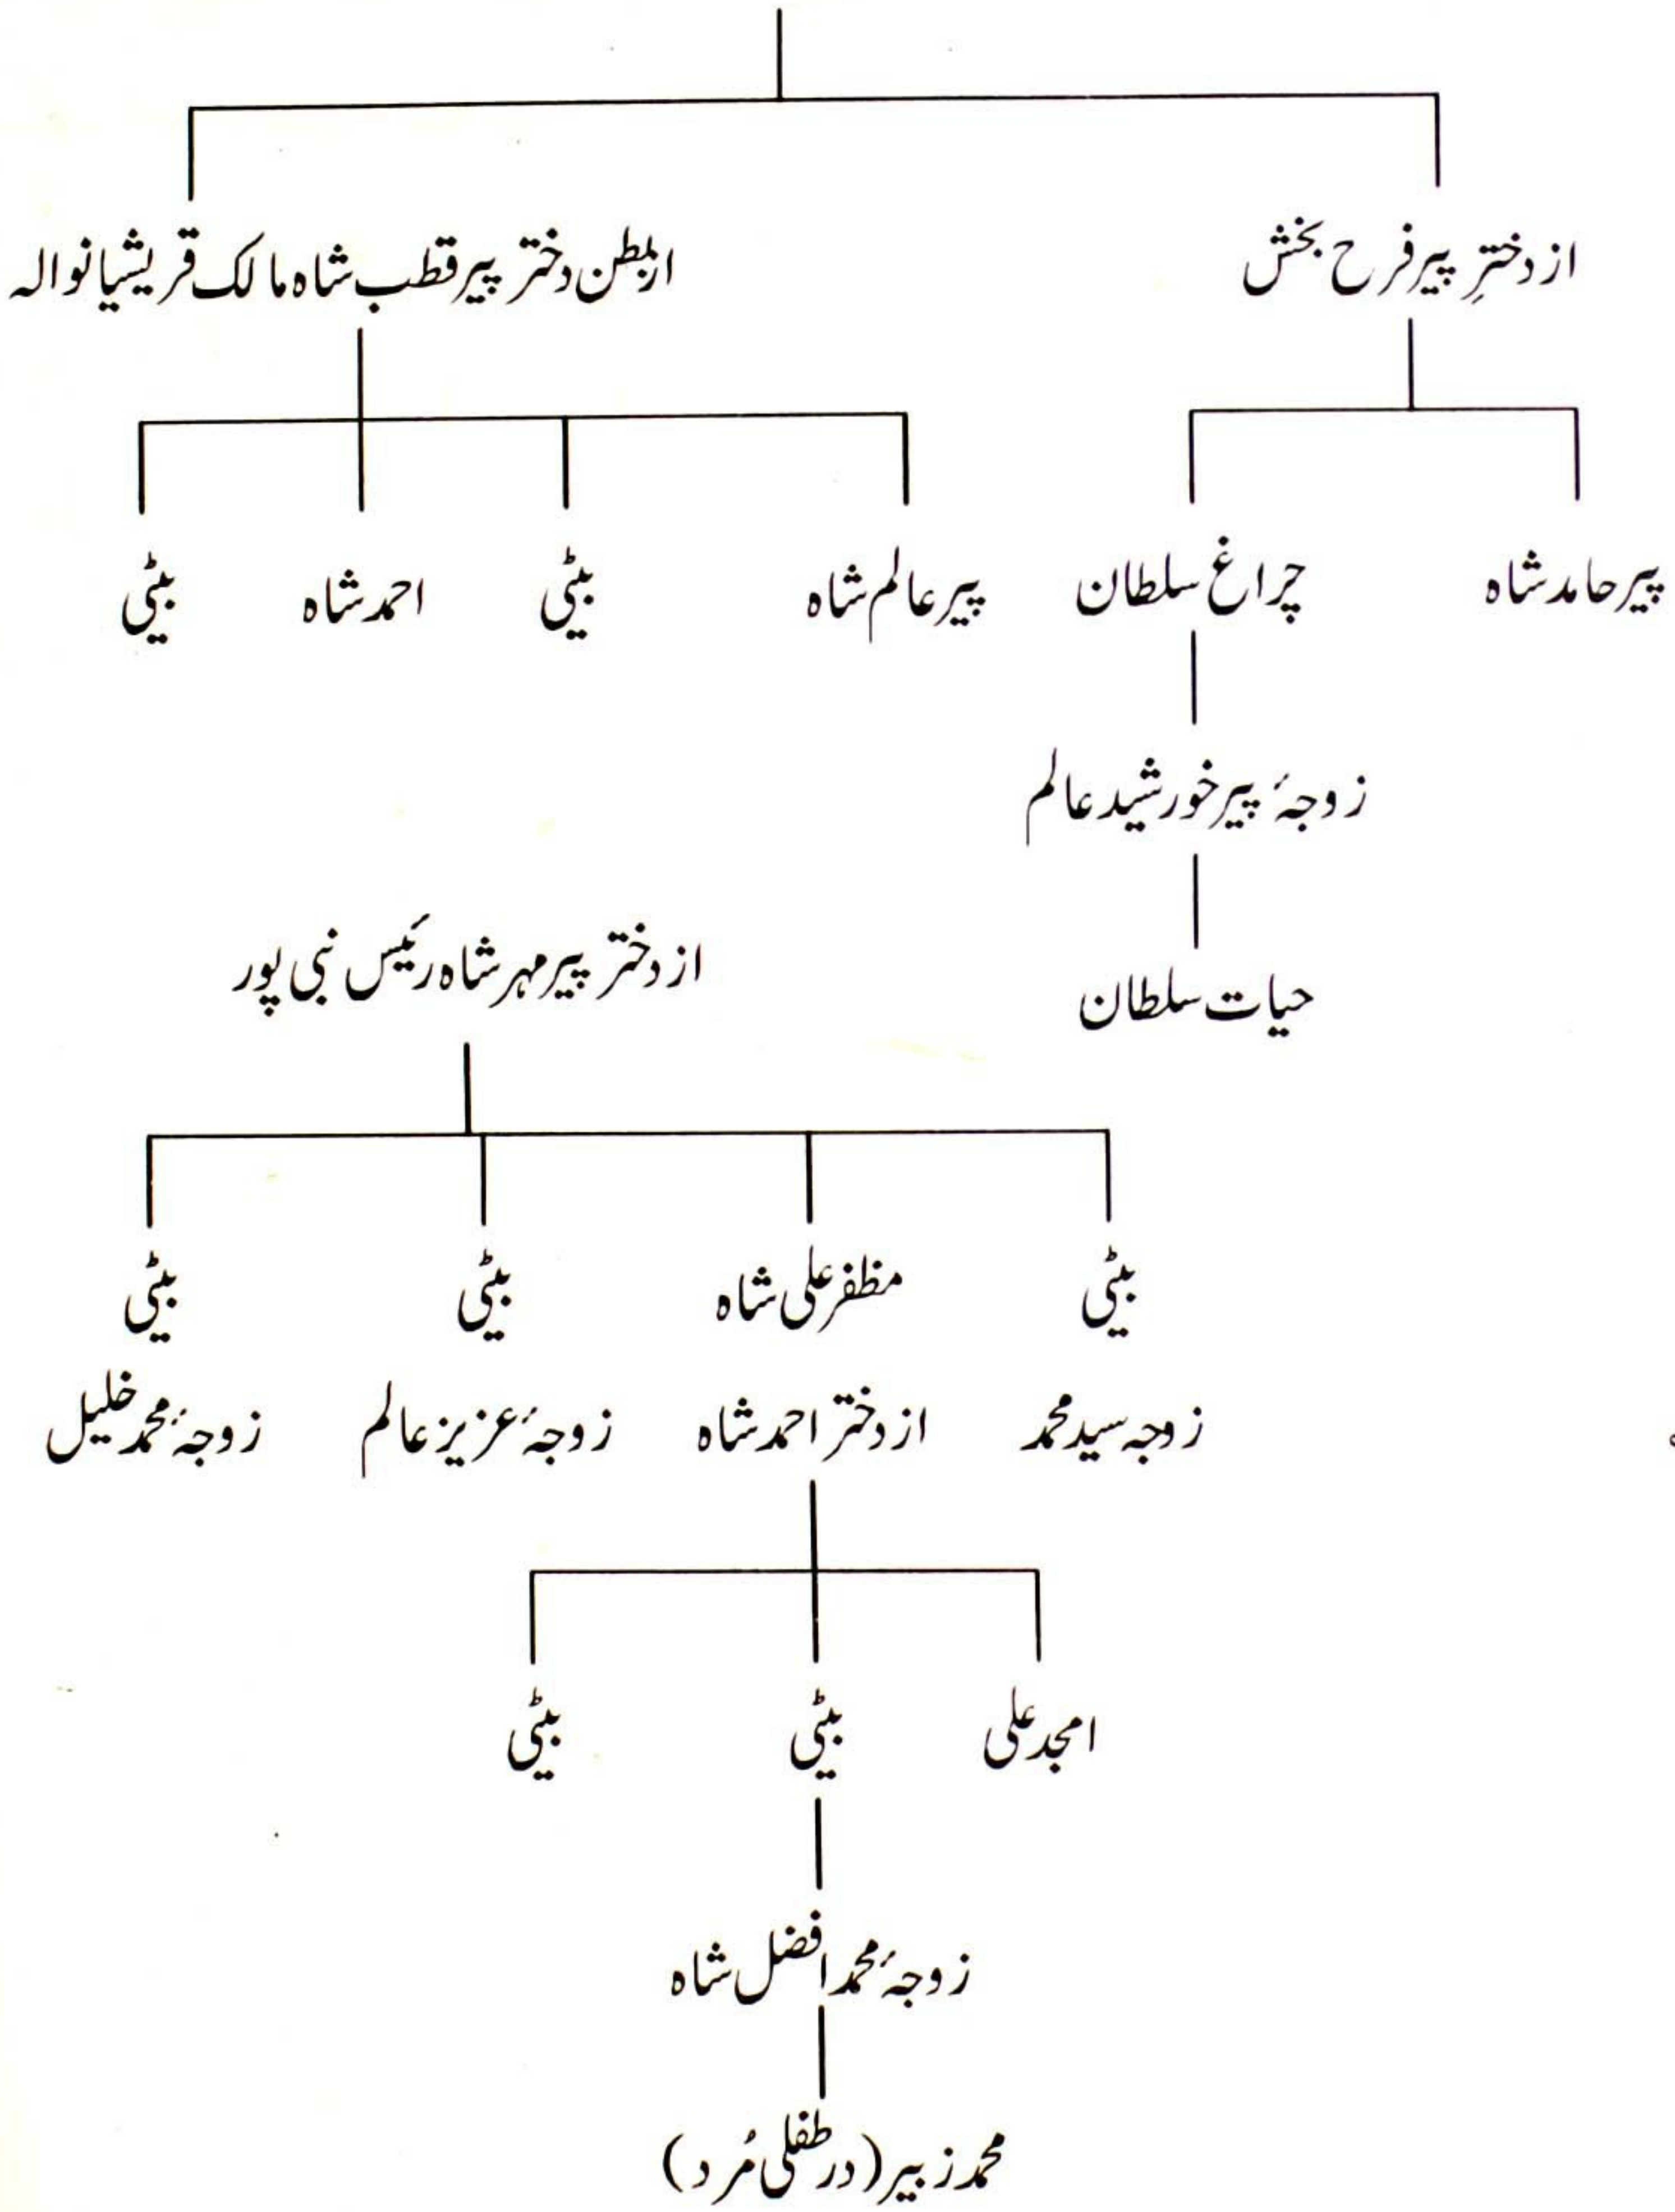 از دخترِ پیر فرح بخش
از بطن دختر پیر قطب شاہ مالک قریشیانوالہ
پیر حامد شاہ
چراغ سلطان
پیر عالم شاہ
بیٹی
احمد شاہ
بیٹی
زوجۂ پیر خورشید عالم
حیات سلطان
از دختر پیر مہر شاہ رئیس نبی پور
بیٹی
مظفر علی شاہ
بیٹی
بیٹی
زوجہ سید محمد
از دختر احمد شاہ
زوجۂ عزیز عالم
زوجۂ محمد خلیل
امجد علی
بیٹی
بیٹی
زوجۂ محمد افضل شاہ
محمد زبیر (در طفلی مُرد)